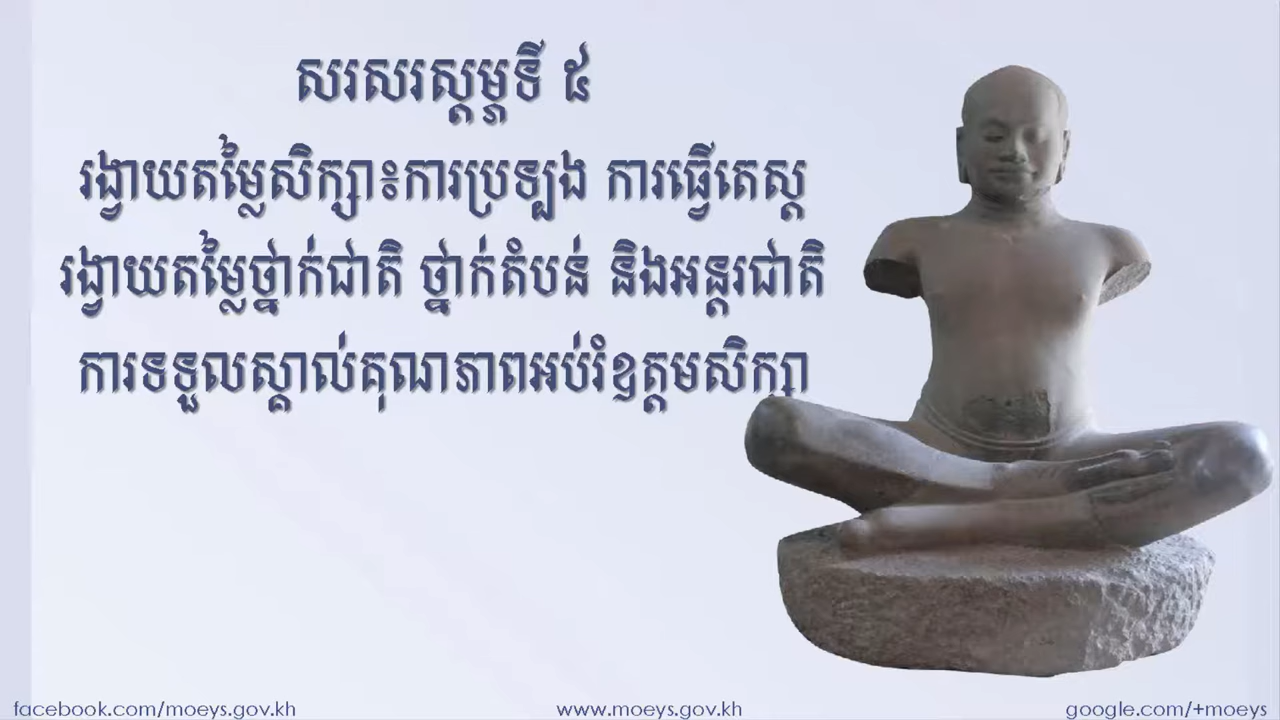 សរសរស្តម្ភទី ៥
រង្វាយតម្លៃសិក្សា៖ការប្រឡង ការធ្វើតេស្ត
រង្វាយតម្លៃថ្នាក់ជាតិ ថ្នាក់តំបន់ និងអន្តរជាតិ
ការទទួលស្គាល់គុណភាពអប់រំឧត្តមសិក្សា
facebook.com/moeys.gov.kh
www.moeys.gov.kh
google.com/+moeys